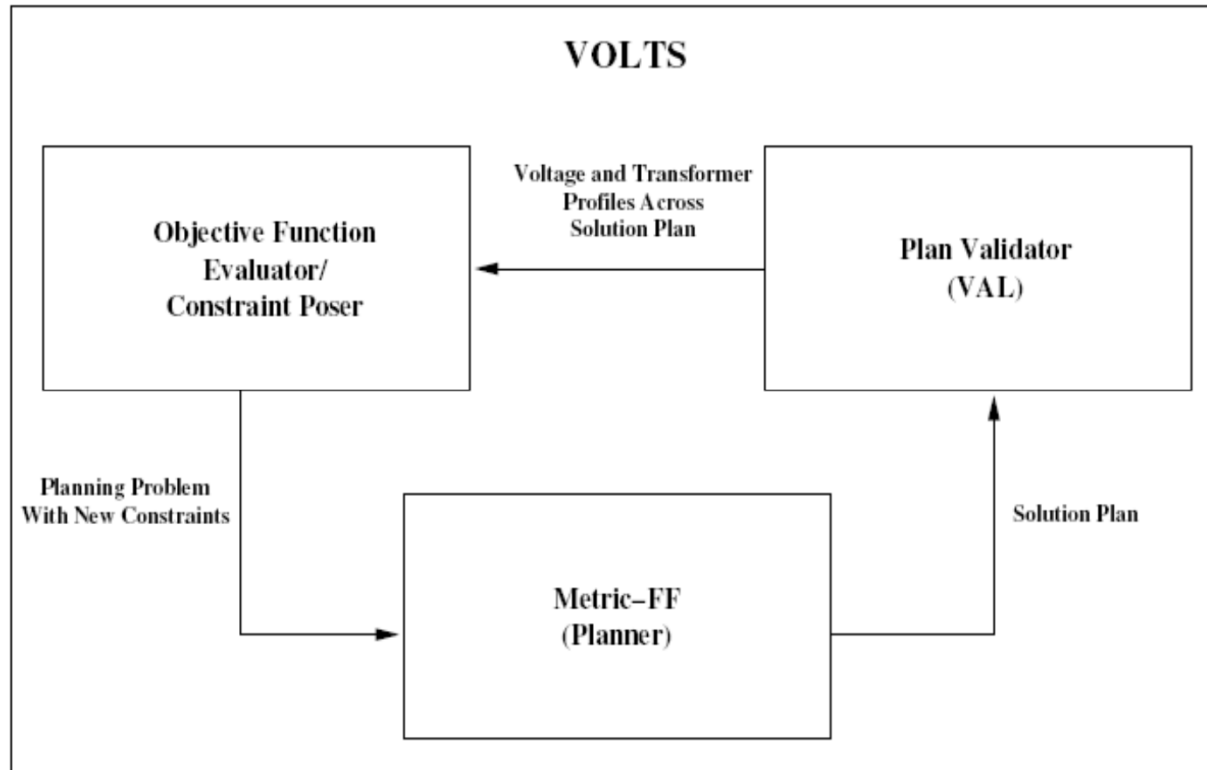 VOLTS
Voltage and Transformer
Profiles Across
Solution Plan
Objective Function
Evaluator/
Constraint Poser
Plan Validator
(VAL)
Planning Problem
With New Constraints
Solution Plan
Metric–FF
(Planner)